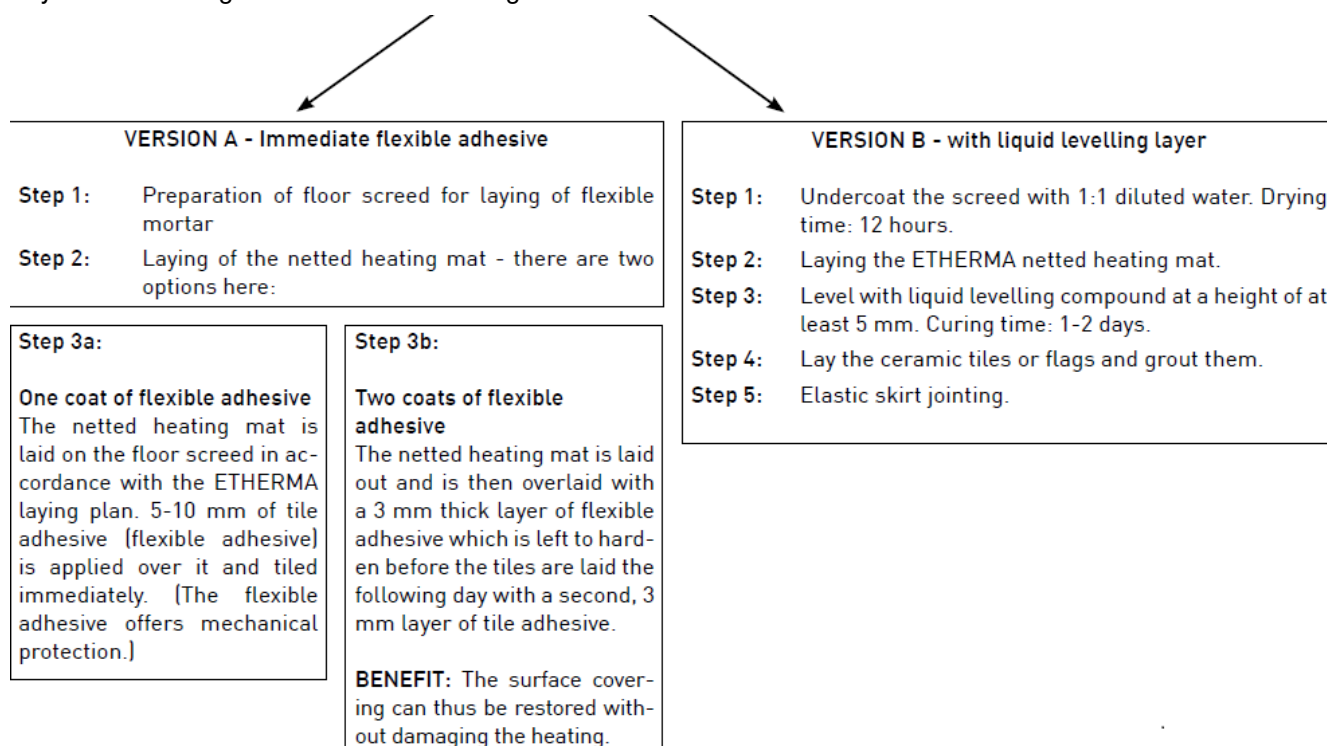 VERSION A - Immediate flexible adhesive
Step 1: Preparation of floor screed for laying of flexible
mortar
Step 2: Laying of the netted heating mat - there are two
options here:
Step 3a:
One coat of flexible adhesive
The netted heating mat is
laid on the floor screed in ac-
cordance with the ETHERMA
laying plan. 5-10 mm of tile
adhesive (flexible adhesive)
is applied over it and tiled
immediately. (The flexible
adhesive offers mechanical
protection.)
Step 3b:
Two coats of flexible
adhesive
The netted heating mat is laid
out and is then overlaid with
a 3 mm thick layer of flexible
adhesive which is left to hard-
en before the tiles are laid the
following day with a second, 3
mm layer of tile adhesive.
BENEFIT: The surface cover-
ing can thus be restored with-
out damaging the heating.
VERSION B - with liquid levelling layer
Step 1: Undercoat the screed with 1:1 diluted water. Drying
time: 12 hours.
Step 2: Laying the ETHERMA netted heating mat.
Step 3: Level with liquid levelling compound at a height of at
least 5 mm. Curing time: 1-2 days.
Step 4: Lay the ceramic tiles or flags and grout them.
Step 5: Elastic skirt jointing.